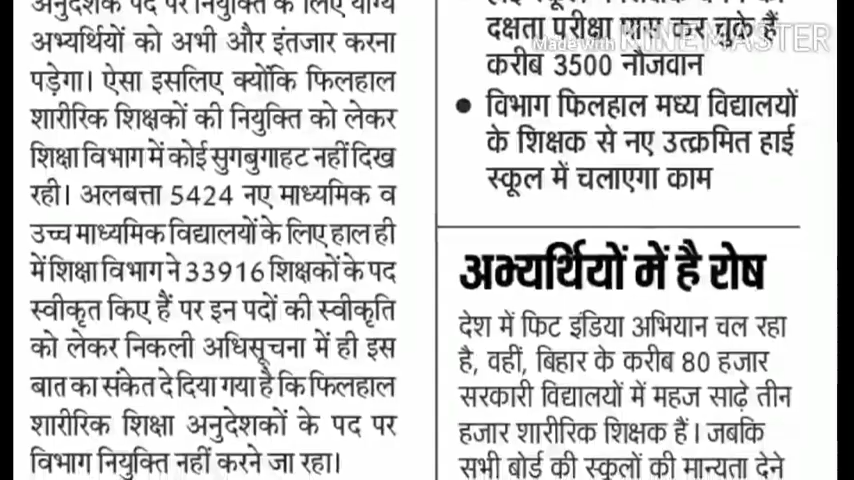 अनुदेशक पद पर नियुक्ति के लिए योग्य
अभ्यर्थियों को अभी और इंतजार करना
पड़ेगा। ऐसा इसलिए क्योंकि फिलहाल
शारीरिक शिक्षकों की नियुक्ति को लेकर
शिक्षा विभाग में कोई सुगबुगाहट नहीं दिख
रही। अलबत्ता 5424 नए माध्यमिक व
उच्च माध्यमिक विद्यालयों के लिए हाल ही
में शिक्षा विभाग ने 33916 शिक्षकों के पद
स्वीकृत किए हैं पर इन पदों की स्वीकृति
को लेकर निकली अधिसूचना में ही इस
बात का संकेत दे दिया गया है कि फिलहाल
शारीरिक शिक्षा अनुदेशकों के पद पर
विभाग नियुक्ति नहीं करने जा रहा।
दक्षता परीक्षा पास कर चुके हैं
करीब 3500 नौजवान
● विभाग फिलहाल मध्य विद्यालयों
के शिक्षक से नए उत्क्रमित हाई
स्कूल में चलाएगा काम
अभ्यर्थियों में है रोष
देश में फिट इंडिया अभियान चल रहा
है, वहीं, बिहार के करीब 80 हजार
सरकारी विद्यालयों में महज साढ़े तीन
हजार शारीरिक शिक्षक हैं। जबकि
सभी बोर्ड की स्कूलों की मान्यता देने
Made with KINEMASTER